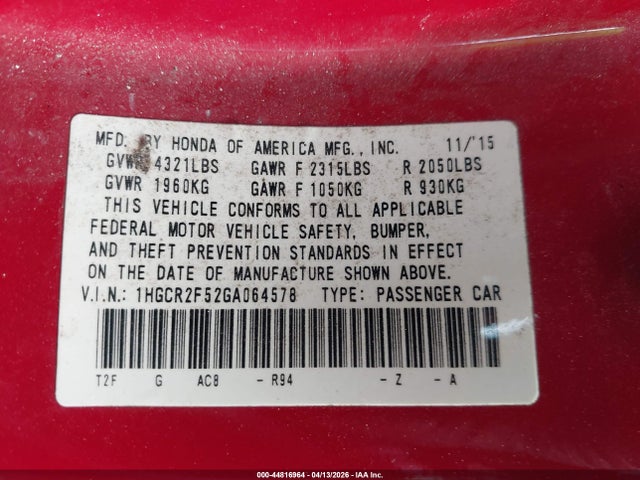 MFD. BY HONDA OF AMERICA MFG., INC. 11/'15
GVWR 4321LBS GAWR F 2315LBS R 2050LBS
GVWR 1960KG GAWR F 1050KG R 930KG
THIS VEHICLE CONFORMS TO ALL APPLICABLE
FEDERAL MOTOR VEHICLE SAFETY, BUMPER,
AND THEFT PREVENTION STANDARDS IN EFFECT
ON THE DATE OF MANUFACTURE SHOWN ABOVE.
V.I.N.: 1HGCR2F52GA064578 TYPE: PASSENGER CAR
T2F G AC8 - R94 - Z - A
000-44816964 - 04/13/2026 - IAA Inc.